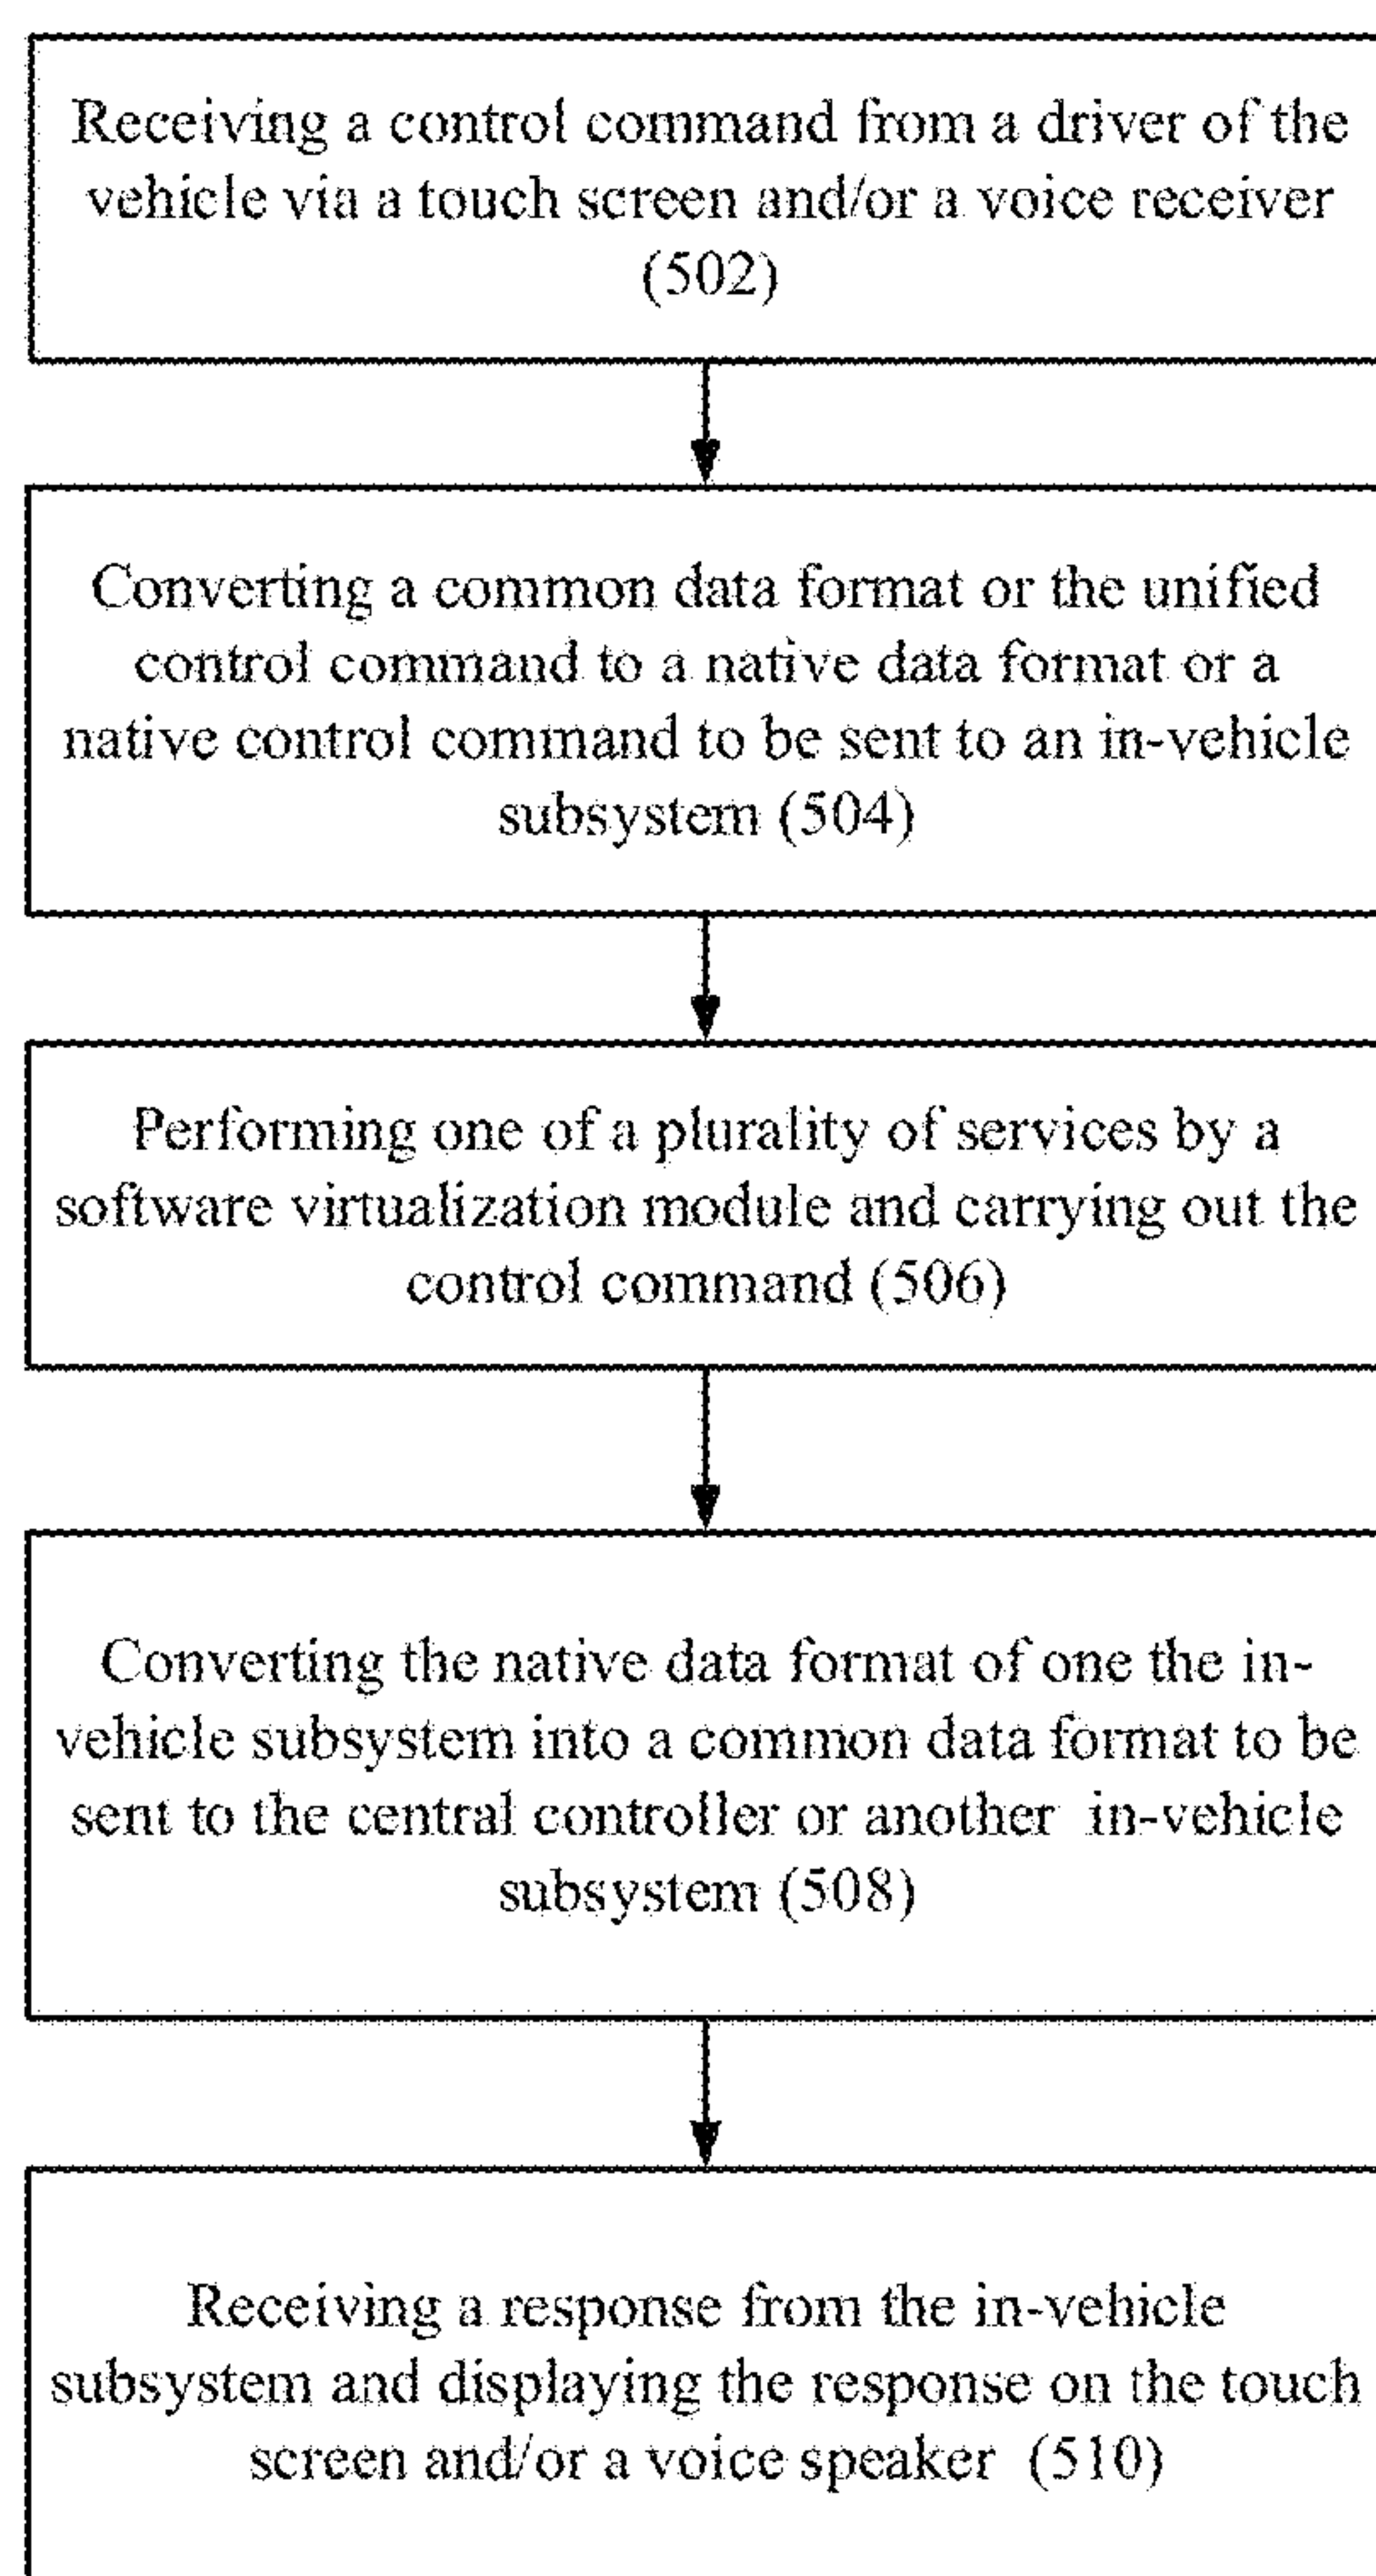 Receiving a control command from a driver of the
vehicle via a touch screen and/or a voice receiver
(502)
Converting a common data format or the unified
control command to a native data format or a
native control command to be sent to an in-vehicle
subsystem (504)
Performing one of a plurality of services by a
software virtualization module and carrying out the
control command (506)
Converting the native data format of one the in-
vehicle subsystem into a common data format to be
sent to the central controller or another in-vehicle
subsystem (508)
Receiving a response from the in-vehicle
subsystem and displaying the response on the touch
screen and/or a voice speaker (510)